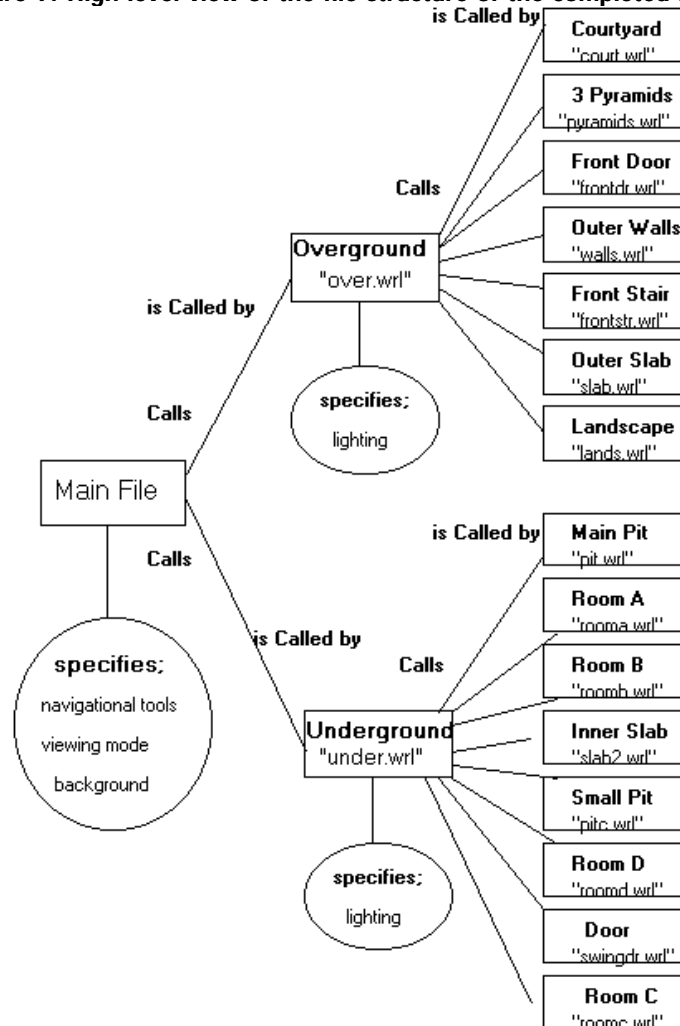 is Called by
Courtyard
"court.wrl"
3 Pyramids
"pyramids.wrl"
Front Door
"frontdr.wrl"
Calls
Outer Walls
"walls.wrl"
Overground
"over.wrl"
Front Stair
"frontstr.wrl"
is Called by
Outer Slab
"slab.wrl"
specifies;
lighting
Landscape
"lands.wrl"
Calls
Main File
is Called by
Main Pit
"pit.wrl"
Calls
Room A
"rooma.wrl"
is Called by
Calls
Room B
"roomb.wrl"
specifies;
navigational tools
viewing mode
background
Underground
"under.wrl"
Inner Slab
"slab2.wrl"
Small Pit
"pitc.wrl"
Room D
"roomd.wrl"
specifies;
lighting
Door
"swingdr.wrl"
Room C
"roomc.wrl"